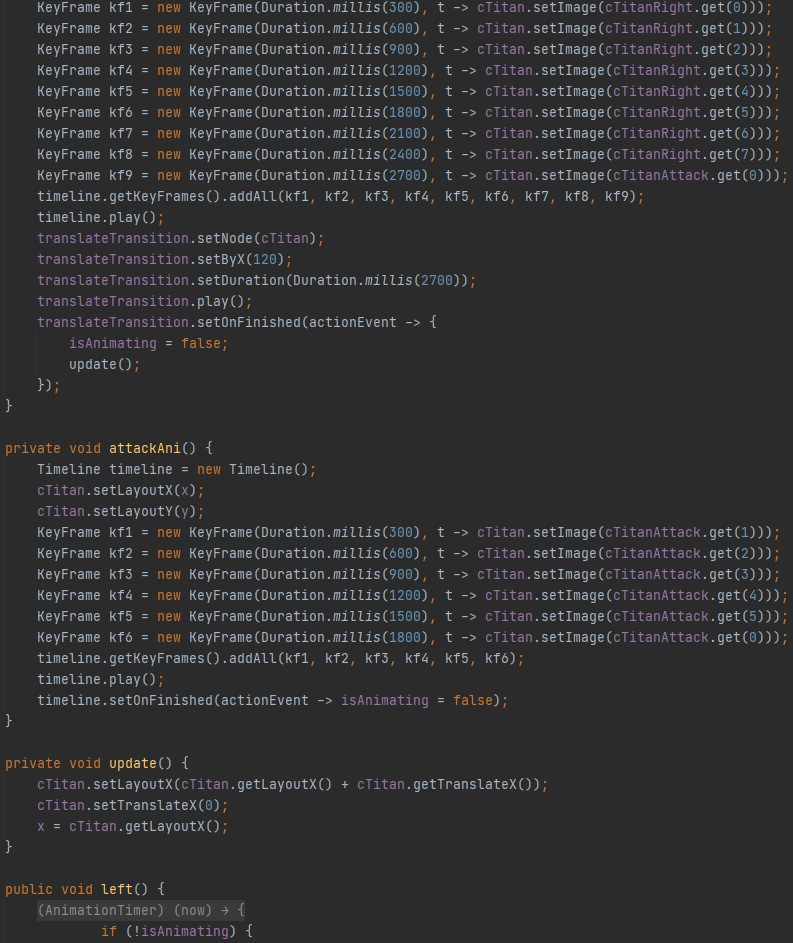 KeyFrame kf1 = new KeyFrame(Duration.millis(300), t -> cTitan.setImage(cTitanRight.get(0)));
KeyFrame kf2 = new KeyFrame(Duration.millis(600), t -> cTitan.setImage(cTitanRight.get(1)));
KeyFrame kf3 = new KeyFrame(Duration.millis(900), t -> cTitan.setImage(cTitanRight.get(2)));
KeyFrame kf4 = new KeyFrame(Duration.millis(1200), t -> cTitan.setImage(cTitanRight.get(3)));
KeyFrame kf5 = new KeyFrame(Duration.millis(1500), t -> cTitan.setImage(cTitanRight.get(4)));
KeyFrame kf6 = new KeyFrame(Duration.millis(1800), t -> cTitan.setImage(cTitanRight.get(5)));
KeyFrame kf7 = new KeyFrame(Duration.millis(2100), t -> cTitan.setImage(cTitanRight.get(6)));
KeyFrame kf8 = new KeyFrame(Duration.millis(2400), t -> cTitan.setImage(cTitanRight.get(7)));
KeyFrame kf9 = new KeyFrame(Duration.millis(2700), t -> cTitan.setImage(cTitanAttack.get(0)));
timeline.getKeyFrames().addAll(kf1, kf2, kf3, kf4, kf5, kf6, kf7, kf8, kf9);
timeline.play();
translateTransition.setNode(cTitan);
translateTransition.setByX(120);
translateTransition.setDuration(Duration.millis(2700));
translateTransition.play();
translateTransition.setOnFinished(actionEvent -> {
isAnimating = false;
update();
});
}
private void attackAni() {
Timeline timeline = new Timeline();
cTitan.setLayoutX(x);
cTitan.setLayoutY(y);
KeyFrame kf1 = new KeyFrame(Duration.millis(300), t -> cTitan.setImage(cTitanAttack.get(1)));
KeyFrame kf2 = new KeyFrame(Duration.millis(600), t -> cTitan.setImage(cTitanAttack.get(2)));
KeyFrame kf3 = new KeyFrame(Duration.millis(900), t -> cTitan.setImage(cTitanAttack.get(3)));
KeyFrame kf4 = new KeyFrame(Duration.millis(1200), t -> cTitan.setImage(cTitanAttack.get(4)));
KeyFrame kf5 = new KeyFrame(Duration.millis(1500), t -> cTitan.setImage(cTitanAttack.get(5)));
KeyFrame kf6 = new KeyFrame(Duration.millis(1800), t -> cTitan.setImage(cTitanAttack.get(0)));
timeline.getKeyFrames().addAll(kf1, kf2, kf3, kf4, kf5, kf6);
timeline.play();
timeline.setOnFinished(actionEvent -> isAnimating = false);
}
private void update() {
cTitan.setLayoutX(cTitan.getLayoutX() + cTitan.getTranslateX());
cTitan.setTranslateX(0);
x = cTitan.getLayoutX();
}
public void left() {
(AnimationTimer) (now) → {
if (!isAnimating) {